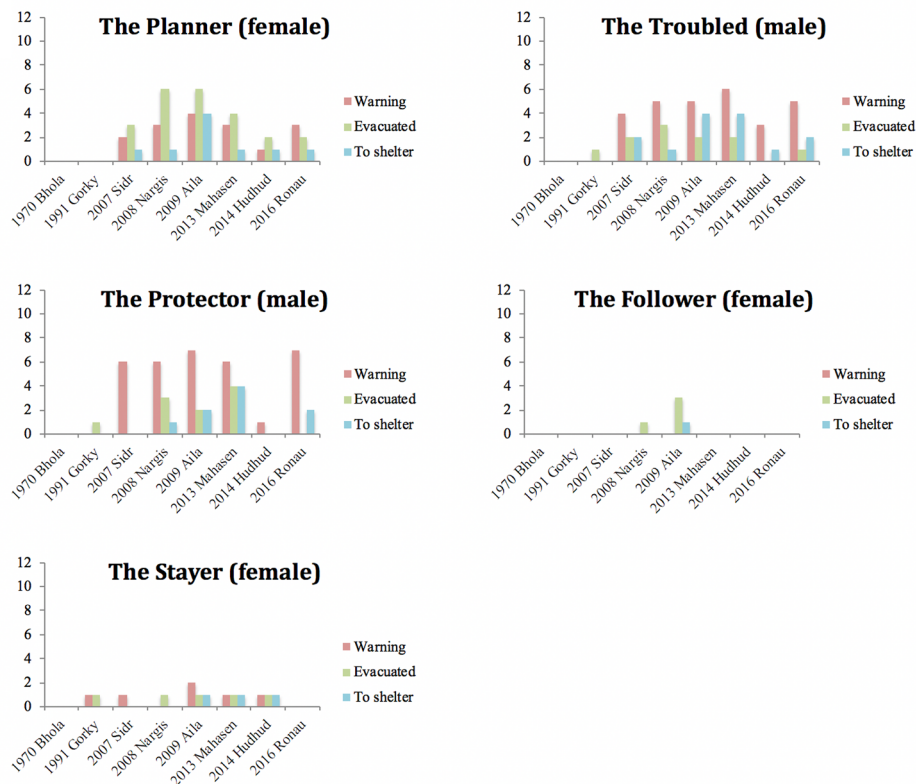 The Planner (female)
12
10
8
6
4
2
0
Warning
Evacuated
To shelter
1970 Bhola
1991 Gorky
2007 Sidr
2008 Nargis
2009 Aila
2013 Mahasen
2014 Hudhud
2016 Ronau
The Troubled (male)
12
10
8
6
4
2
0
Warning
Evacuated
To shelter
1970 Bhola
1991 Gorky
2007 Sidr
2008 Nargis
2009 Aila
2013 Mahasen
2014 Hudhud
2016 Ronau
The Protector (male)
12
10
8
6
4
2
0
Warning
Evacuated
To shelter
1970 Bhola
1991 Gorky
2007 Sidr
2008 Nargis
2009 Aila
2013 Mahasen
2014 Hudhud
2016 Ronau
The Follower (female)
12
10
8
6
4
2
0
Warning
Evacuated
To shelter
1970 Bhola
1991 Gorky
2007 Sidr
2008 Nargis
2009 Aila
2013 Mahasen
2014 Hudhud
2016 Ronau
The Stayer (female)
12
10
8
6
4
2
0
Warning
Evacuated
To shelter
1970 Bhola
1991 Gorky
2007 Sidr
2008 Nargis
2009 Aila
2013 Mahasen
2014 Hudhud
2016 Ronau